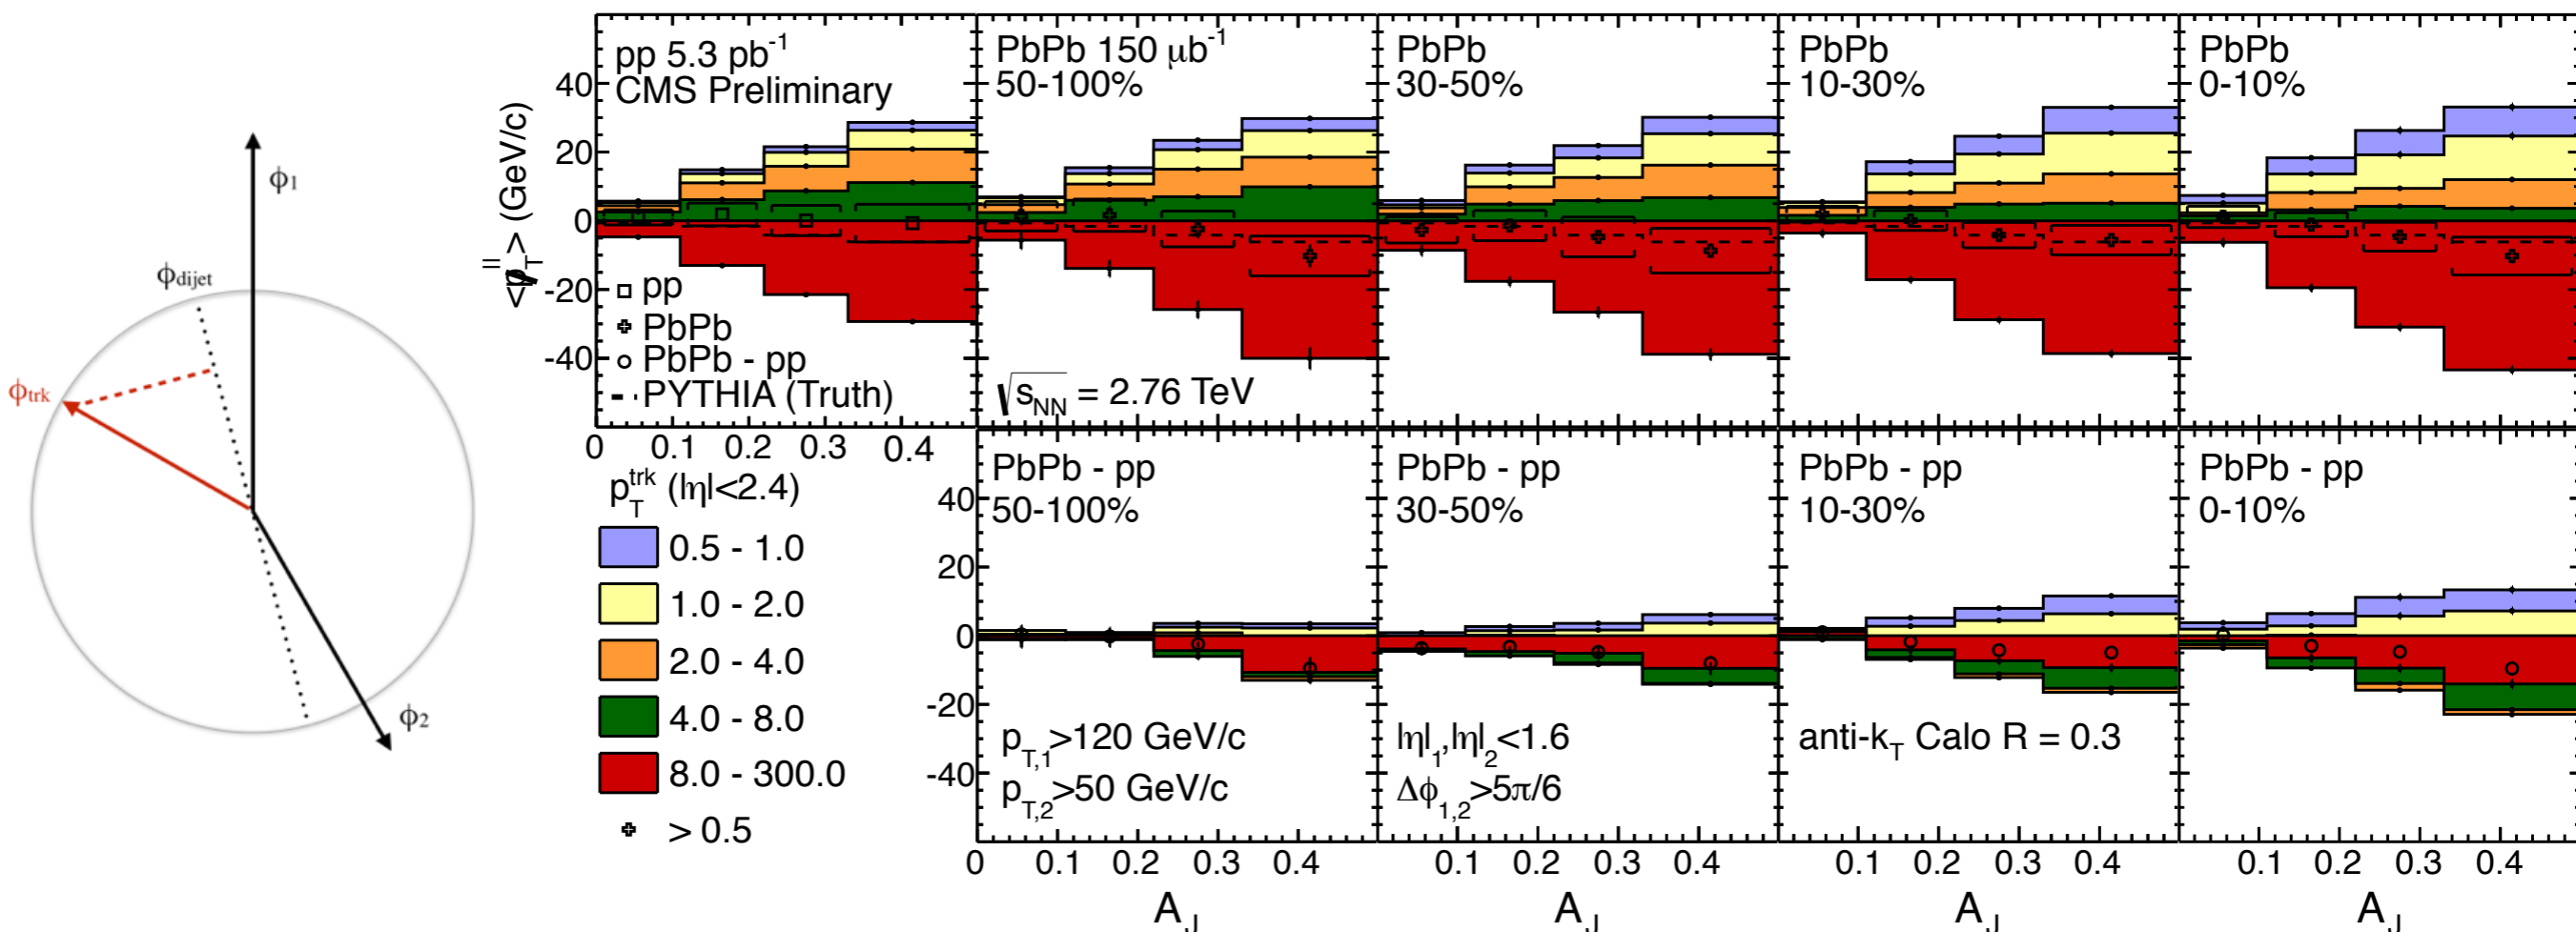 ϕ1
ϕdijet
ϕtrk
ϕ2
<p̸T||> (GeV/c)
pp 5.3 pb-1
CMS Preliminary
PbPb 150 μb-1
50-100%
PbPb
30-50%
PbPb
10-30%
PbPb
0-10%
40
20
0
-20
-40
pp
PbPb
PbPb - pp
PYTHIA (Truth)
√sNN = 2.76 TeV
0 0.1 0.2 0.3 0.4
pTtrk (|η|<2.4)
0.5 - 1.0
1.0 - 2.0
2.0 - 4.0
4.0 - 8.0
8.0 - 300.0
> 0.5
PbPb - pp
50-100%
PbPb - pp
30-50%
PbPb - pp
10-30%
PbPb - pp
0-10%
40
20
0
-20
-40
pT,1>120 GeV/c
pT,2>50 GeV/c
|η|1,|η|2<1.6
Δϕ1,2>5π/6
anti-kT Calo R = 0.3
0 0.1 0.2 0.3 0.4
0.1 0.2 0.3 0.4
0.1 0.2 0.3 0.4
0.1 0.2 0.3 0.4
AJ
AJ
AJ
AJ